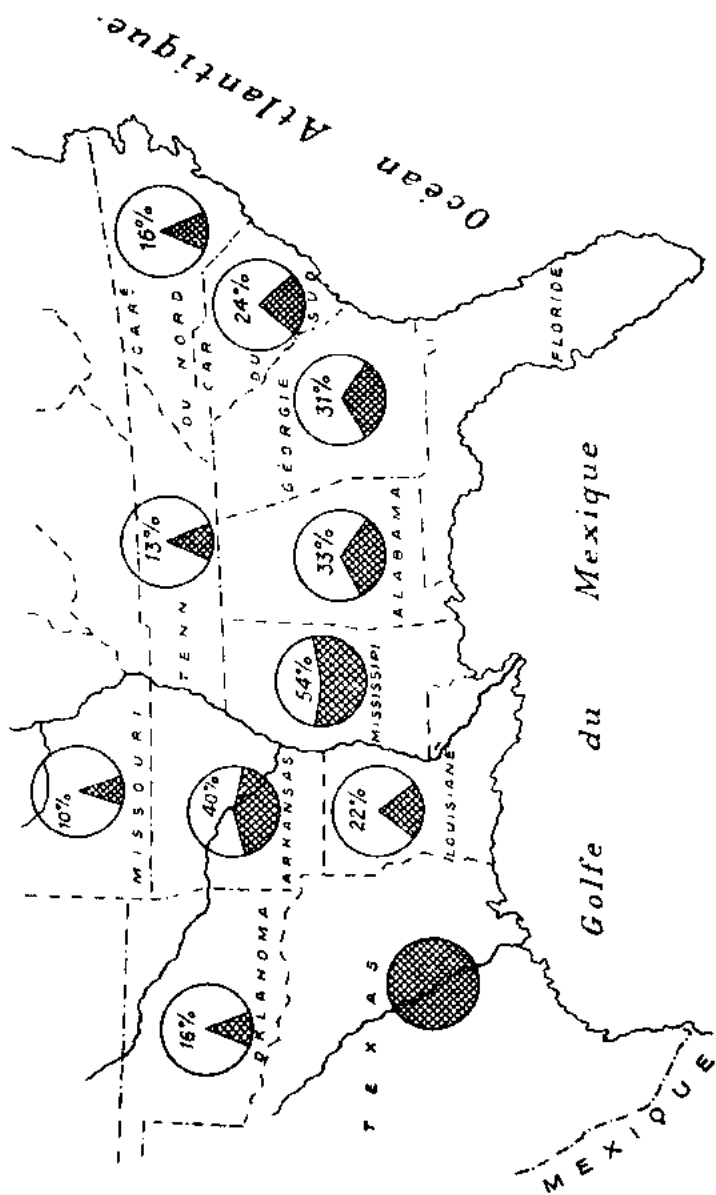 Océan Atlantique.
16%
CARE
DU NORD
24%
CAR
DU SUD
31%
GÉORGIE
FLORIDE
13%
TENN
33%
ALABAMA
54%
MISSISSIPI
10%
MISSOURI
40%
ARKANSAS
22%
LOUISIANE
16%
OKLAHOMA
TEXAS
Golfe du Mexique
MEXIQUE